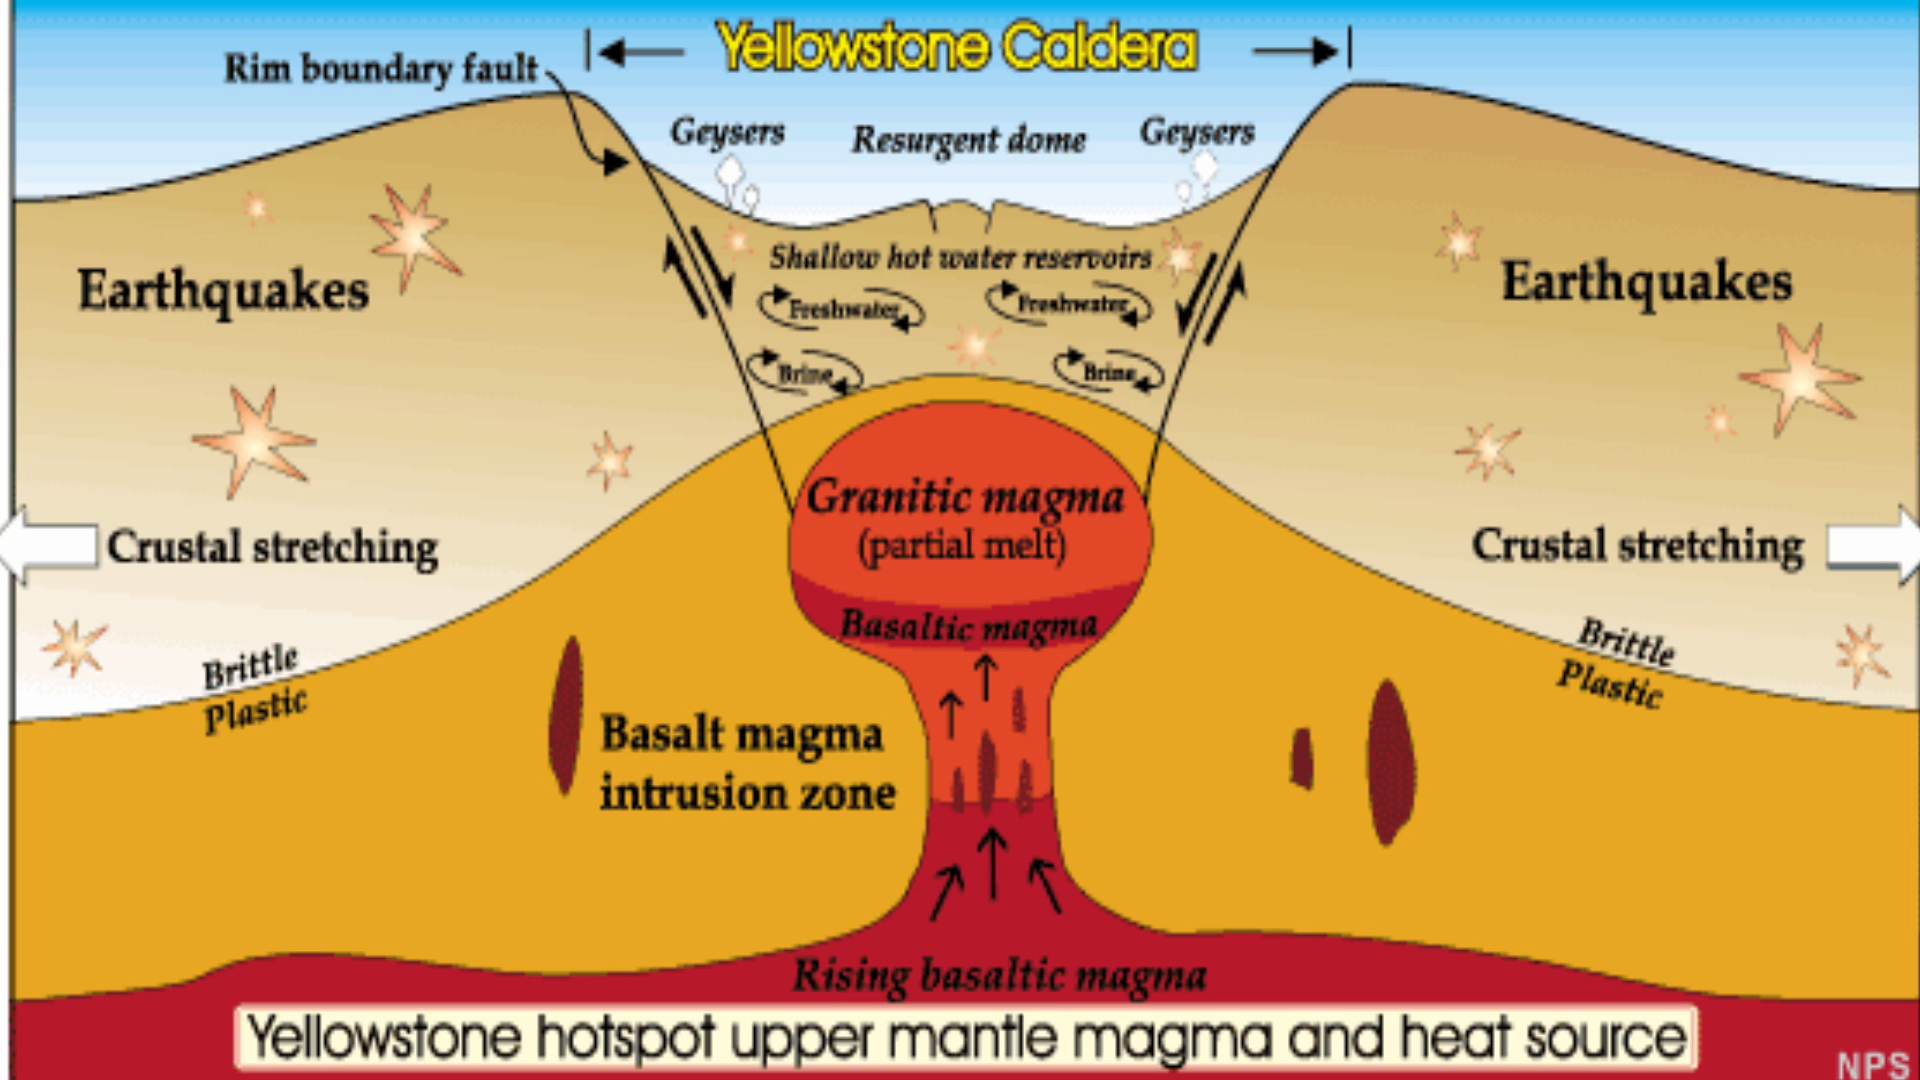 Yellowstone Caldera
Rim boundary fault
Geysers
Resurgent dome
Geysers
Shallow hot water reservoirs
Freshwater
Freshwater
Brine
Brine
Earthquakes
Earthquakes
Granitic magma
(partial melt)
Crustal stretching
Crustal stretching
Basaltic magma
Brittle
Plastic
Brittle
Plastic
Basalt magma
intrusion zone
Rising basaltic magma
Yellowstone hotspot upper mantle magma and heat source
NPS